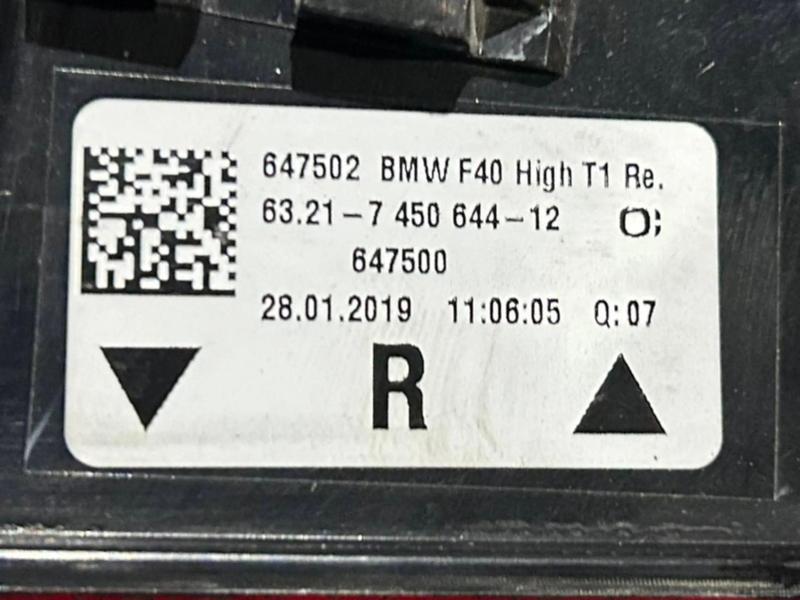 647502 BMW F40 High T1 Re.
63.21-7 450 644-12 O;
647500
28.01.2019 11:06:05 Q:07
R